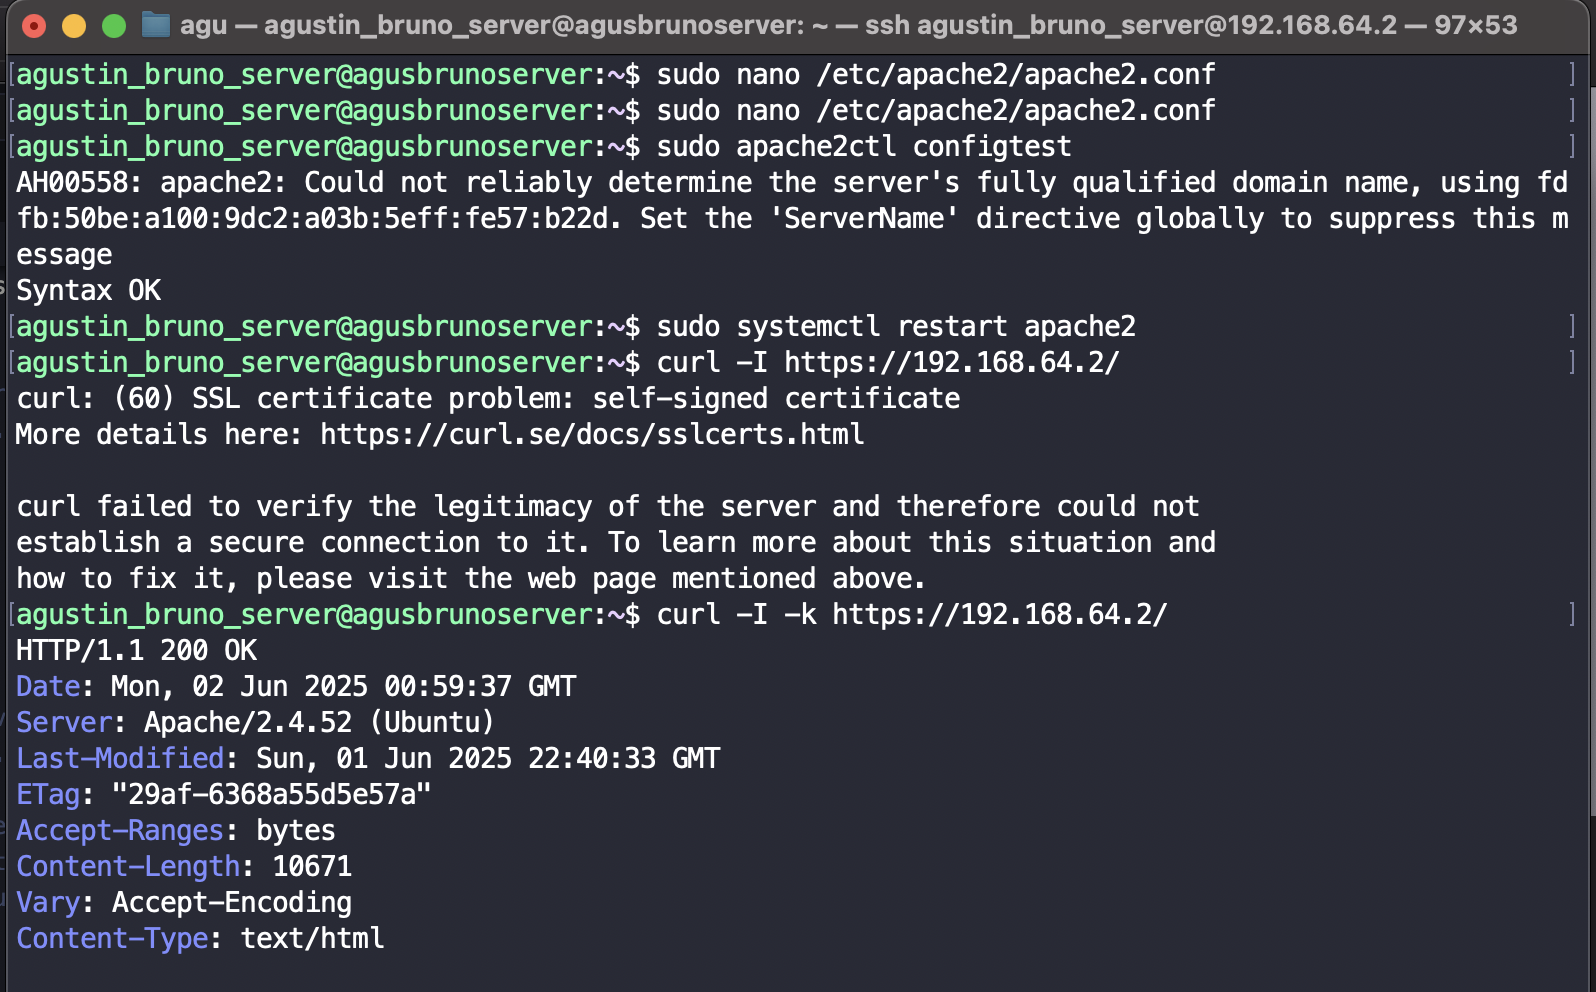 agu — agustin_bruno_server@agusbrunoserver: ~ — ssh agustin_bruno_server@192.168.64.2 — 97×53
[agustin_bruno_server@agusbrunoserver:~$ sudo nano /etc/apache2/apache2.conf ]
[agustin_bruno_server@agusbrunoserver:~$ sudo nano /etc/apache2/apache2.conf ]
[agustin_bruno_server@agusbrunoserver:~$ sudo apache2ctl configtest ]
AH00558: apache2: Could not reliably determine the server's fully qualified domain name, using fd
fb:50be:a100:9dc2:a03b:5eff:fe57:b22d. Set the 'ServerName' directive globally to suppress this m
essage
Syntax OK
[agustin_bruno_server@agusbrunoserver:~$ sudo systemctl restart apache2 ]
[agustin_bruno_server@agusbrunoserver:~$ curl -I https://192.168.64.2/ ]
curl: (60) SSL certificate problem: self-signed certificate
More details here: https://curl.se/docs/sslcerts.html

curl failed to verify the legitimacy of the server and therefore could not
establish a secure connection to it. To learn more about this situation and
how to fix it, please visit the web page mentioned above.
[agustin_bruno_server@agusbrunoserver:~$ curl -I -k https://192.168.64.2/ ]
HTTP/1.1 200 OK
Date: Mon, 02 Jun 2025 00:59:37 GMT
Server: Apache/2.4.52 (Ubuntu)
Last-Modified: Sun, 01 Jun 2025 22:40:33 GMT
ETag: "29af-6368a55d5e57a"
Accept-Ranges: bytes
Content-Length: 10671
Vary: Accept-Encoding
Content-Type: text/html